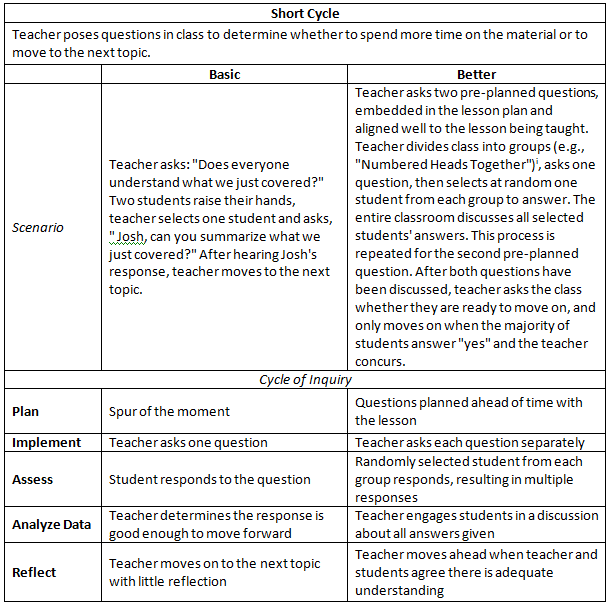 Short Cycle
Teacher poses questions in class to determine whether to spend more time on the material or to
move to the next topic.
Basic
Better
Scenario
Teacher asks: "Does everyone
understand what we just covered?"
Two students raise their hands,
teacher selects one student and asks,
" Josh, can you summarize what we
just covered?" After hearing Josh's
response, teacher moves to the next
topic.
Teacher asks two pre-planned questions,
embedded in the lesson plan and
aligned well to the lesson being taught.
Teacher divides class into groups (e.g.,
"Numbered Heads Together")ⁱ, asks one
question, then selects at random one
student from each group to answer. The
entire classroom discusses all selected
students' answers. This process is
repeated for the second pre-planned
question. After both questions have
been discussed, teacher asks the class
whether they are ready to move on, and
only moves on when the majority of
students answer "yes" and the teacher
concurs.
Cycle of Inquiry
Plan
Spur of the moment
Questions planned ahead of time with
the lesson
Implement
Teacher asks one question
Teacher asks each question separately
Assess
Student responds to the question
Randomly selected student from each
group responds, resulting in multiple
responses
Analyze Data
Teacher determines the response is
good enough to move forward
Teacher engages students in a discussion
about all answers given
Reflect
Teacher moves on to the next topic
with little reflection
Teacher moves ahead when teacher and
students agree there is adequate
understanding